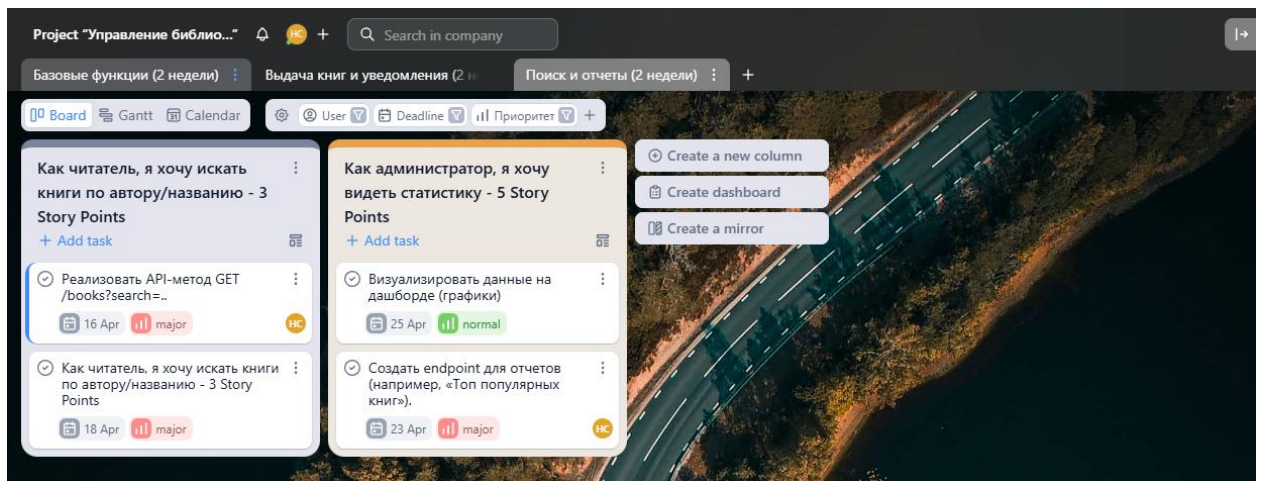 Project "Управление библио..."
НС
Search in company
Базовые функции (2 недели)
Выдача книг и уведомления (2 н
Поиск и отчеты (2 недели)
Board
Gantt
Calendar
User
Deadline
Приоритет
Как читатель, я хочу искать
книги по автору/названию - 3
Story Points
+ Add task
Реализовать API-метод GET
/books?search=..
16 Apr
major
НС
Как читатель, я хочу искать книги
по автору/названию - 3 Story
Points
18 Apr
major
Как администратор, я хочу
видеть статистику - 5 Story
Points
+ Add task
Визуализировать данные на
дашборде (графики)
25 Apr
normal
Создать endpoint для отчетов
(например, «Топ популярных
книг»).
23 Apr
major
НС
Create a new column
Create dashboard
Create a mirror